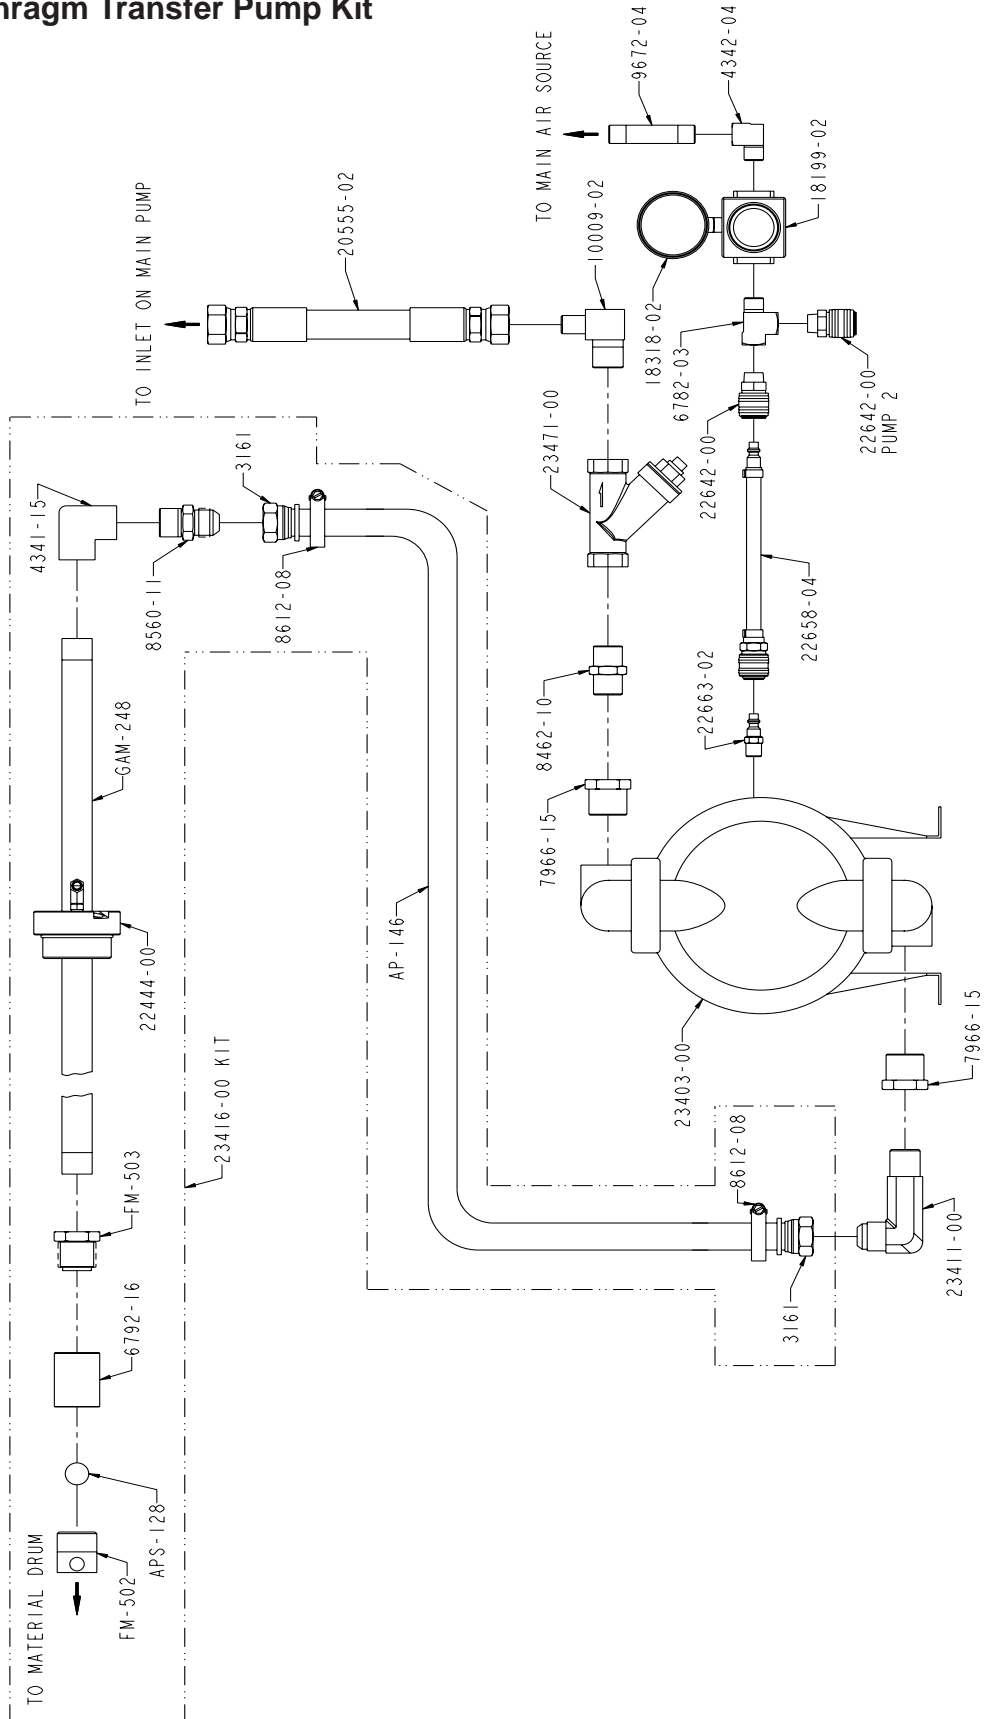 hragm Transfer Pump Kit
TO MAIN AIR SOURCE
9672-04
4342-04
18199-02
TO INLET ON MAIN PUMP
20555-02
10009-02
18318-02
6782-03
22642-00
PUMP 2
22642-00
23471-00
3161
4341-15
8560-11
8612-08
22658-04
22663-02
8462-10
7966-15
GAM-248
AP-146
22444-00
23403-00
7966-15
23416-00 KIT
8612-08
FM-503
23411-00
3161
6792-16
APS-128
FM-502
TO MATERIAL DRUM